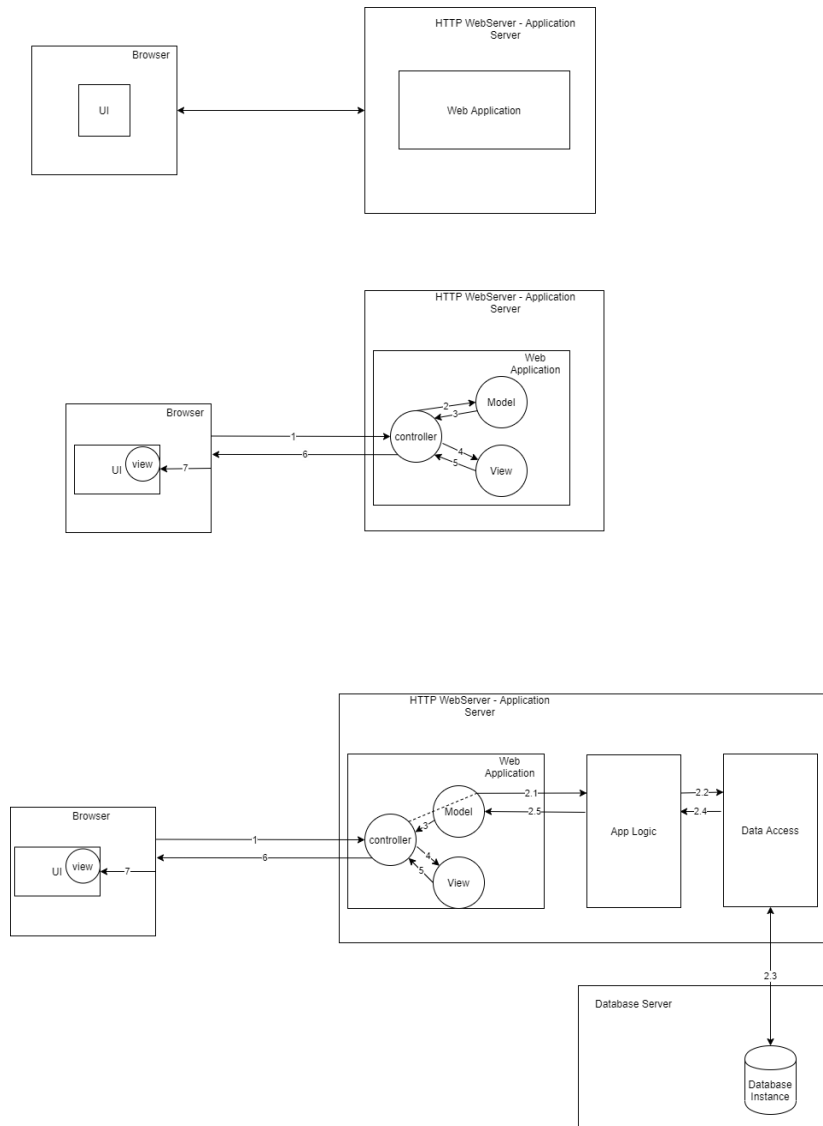 HTTP WebServer - Application
Server
Browser
UI
Web Application
HTTP WebServer - Application
Server
Web
Application
Browser
Model
2
3
controller
1
4
6
5
View
UI
view
7
HTTP WebServer - Application
Server
Web
Application
2.1
2.2
Browser
Model
2.5
2.4
3
App Logic
Data Access
1
controller
6
4
5
View
UI
view
7
2.3
Database Server
Database
Instance